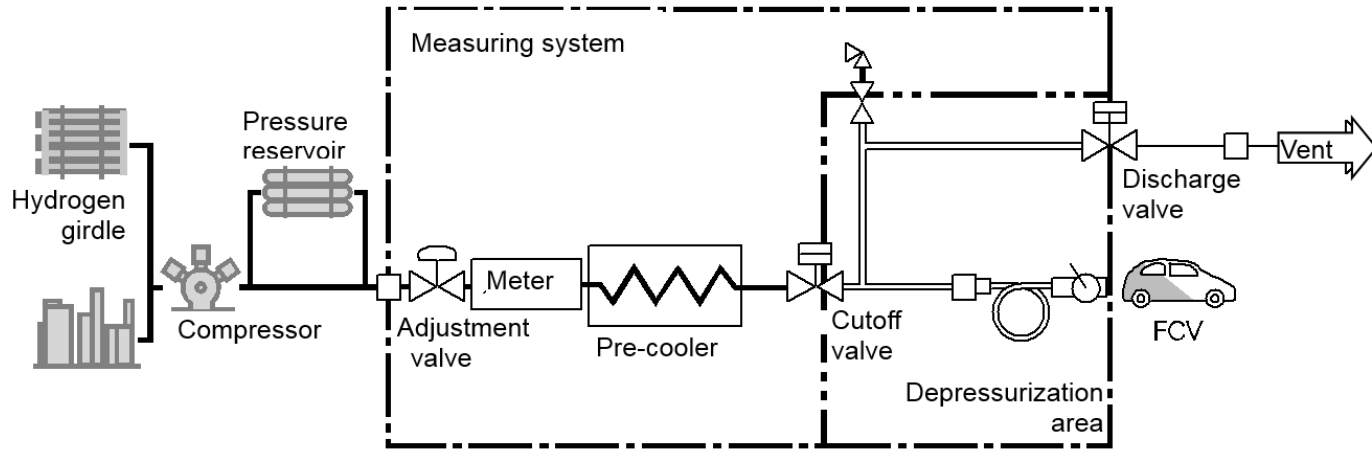 Measuring system
Pressure
reservoir
Hydrogen
girdle
Compressor
Adjustment
valve
Meter
Pre-cooler
Cutoff
valve
Discharge
valve
Vent
FCV
Depressurization
area